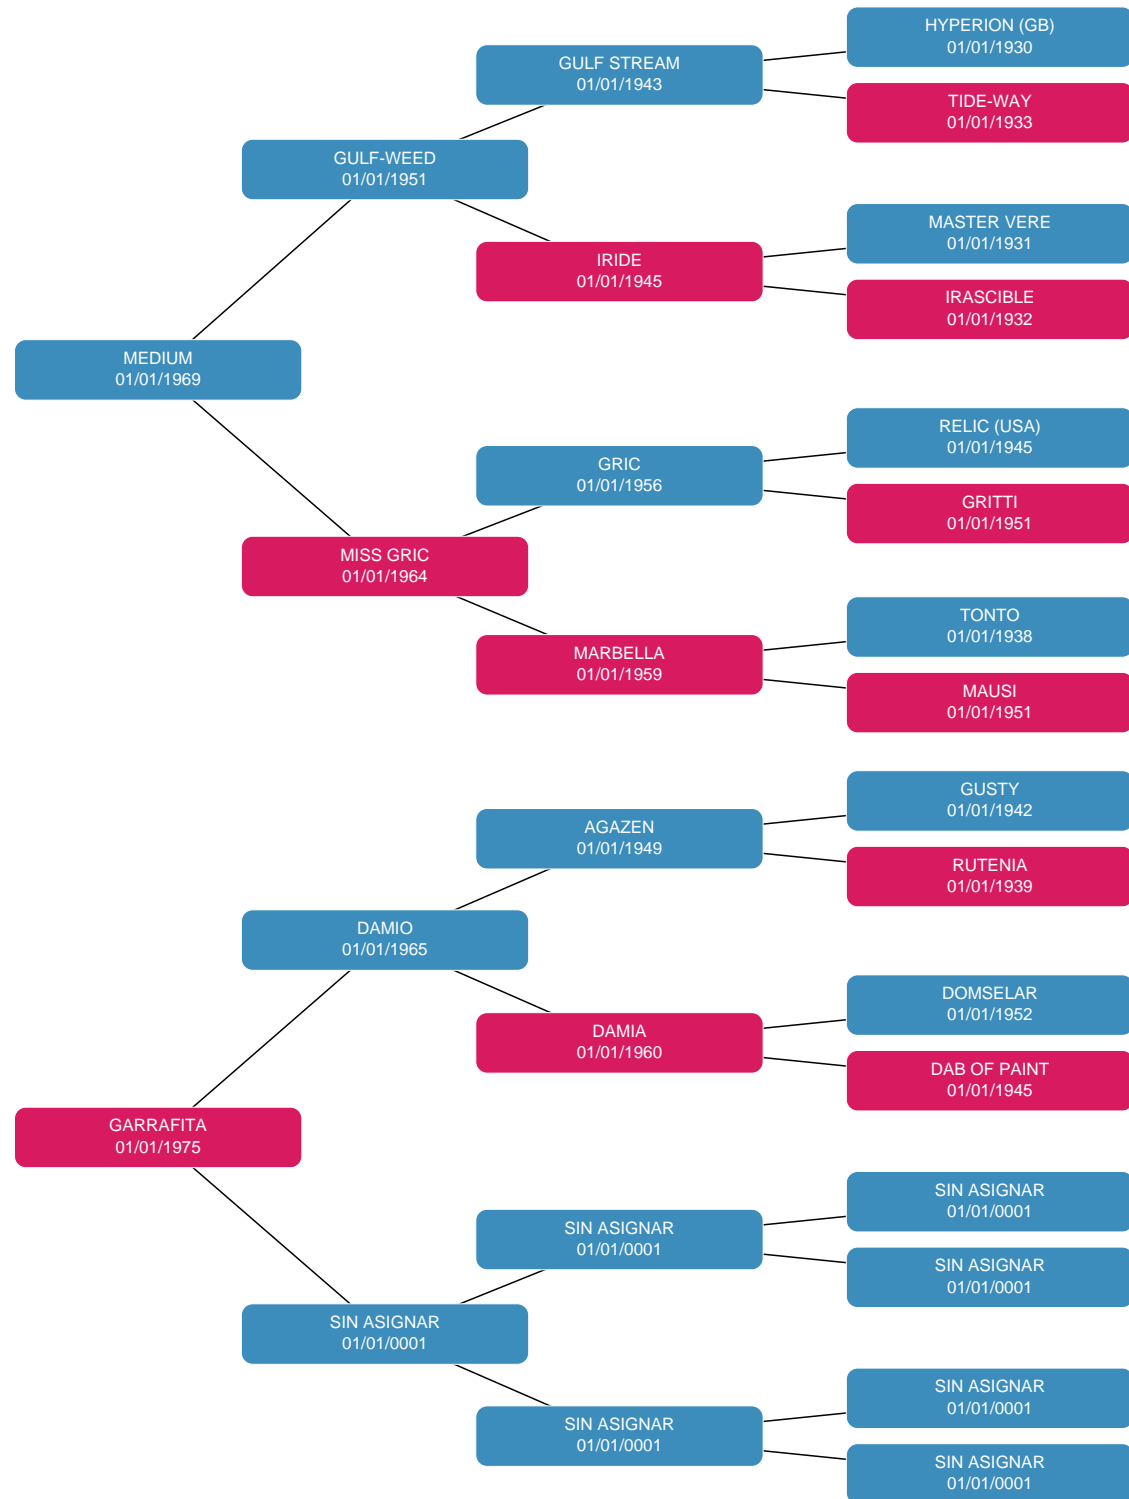 HYPERION (GB)
01/01/1930
GULF STREAM
01/01/1943
TIDE-WAY
01/01/1933
GULF-WEED
01/01/1951
MASTER VERE
01/01/1931
IRIDE
01/01/1945
IRASCIBLE
01/01/1932
MEDIUM
01/01/1969
RELIC (USA)
01/01/1945
GRIC
01/01/1956
GRITTI
01/01/1951
MISS GRIC
01/01/1964
TONTO
01/01/1938
MARBELLA
01/01/1959
MAUSI
01/01/1951
GUSTY
01/01/1942
AGAZEN
01/01/1949
RUTENIA
01/01/1939
DAMIO
01/01/1965
DOMSELAR
01/01/1952
DAMIA
01/01/1960
DAB OF PAINT
01/01/1945
GARRAFITA
01/01/1975
SIN ASIGNAR
01/01/0001
SIN ASIGNAR
01/01/0001
SIN ASIGNAR
01/01/0001
SIN ASIGNAR
01/01/0001
SIN ASIGNAR
01/01/0001
SIN ASIGNAR
01/01/0001
SIN ASIGNAR
01/01/0001